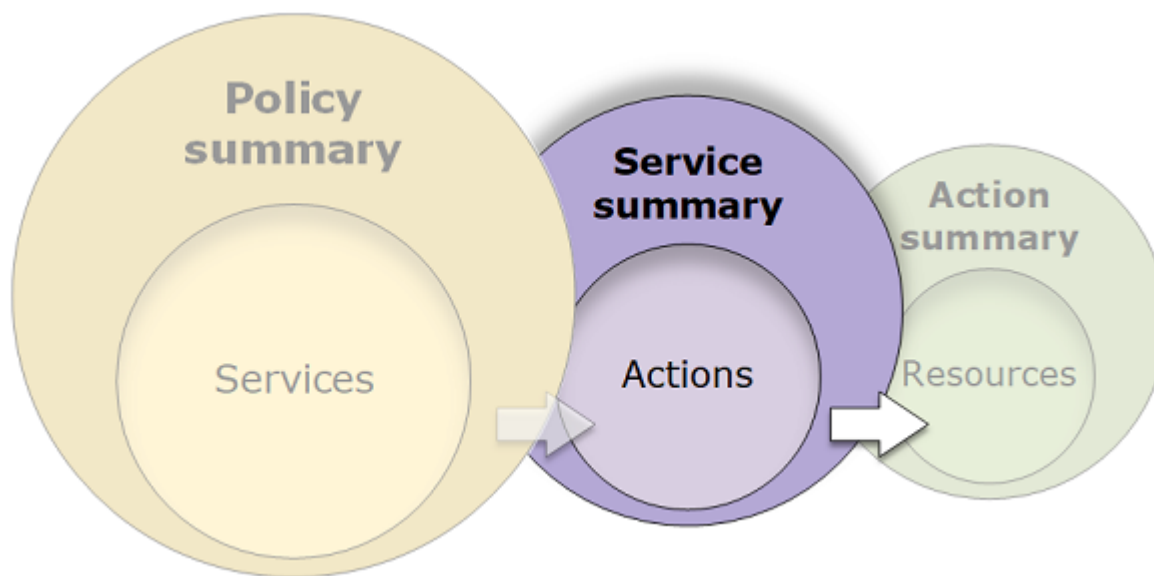 Policy
summary
Services
Service
summary
Actions
Action
summary
Resources